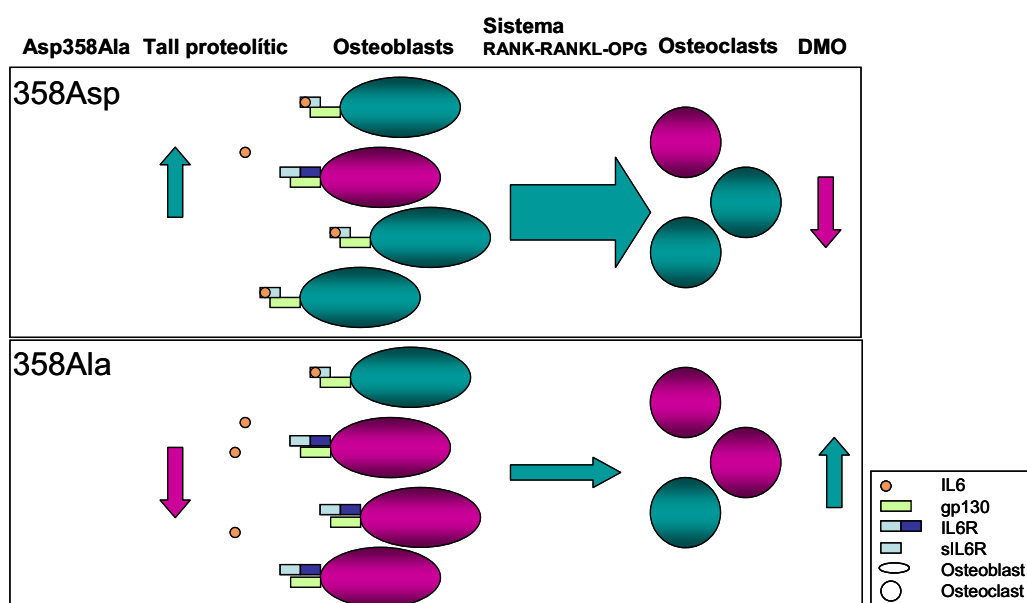 Asp358Ala Tall proteolític Osteoblasts Sistema RANK-RANKL-OPG Osteoclasts DMO
358Asp
358Ala
IL6
gp130
IL6R
sIL6R
Osteoblast
Osteoclast